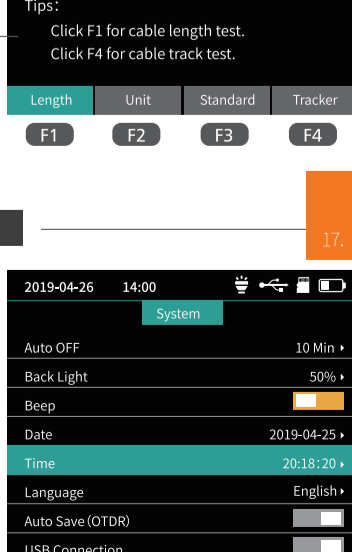 Tips:
Click F1 for cable length test.
Click F4 for cable track test.
Length Unit Standard Tracker
F1 F2 F3 F4
17.
2019-04-26 14:00
System
Auto OFF 10 Min
Back Light 50%
Beep
Date 2019-04-25
Time 20:18:20
Language English
Auto Save (OTDR)
USB Connection